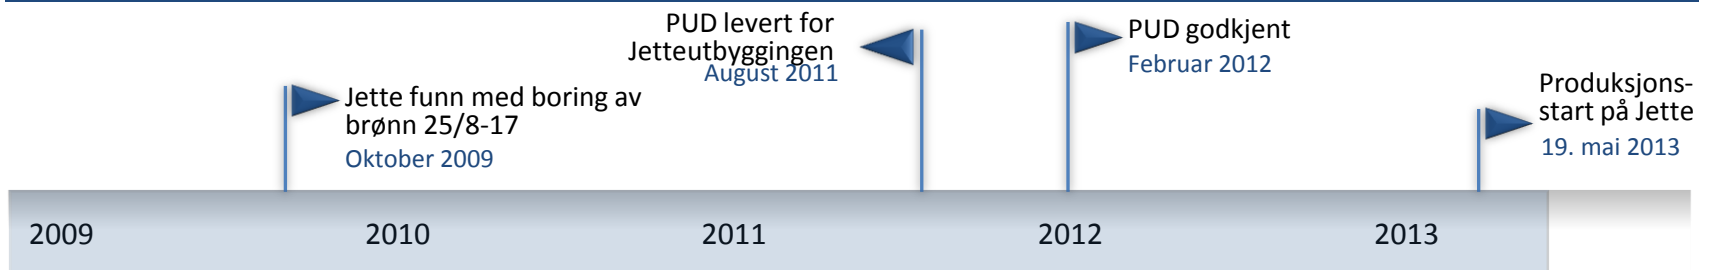 PUD levert for
Jetteutbyggingen
August 2011
PUD godkjent
Februar 2012
Jette funn med boring av
brønn 25/8-17
Oktober 2009
Produksjons-
start på Jette
19. mai 2013
2009
2010
2011
2012
2013